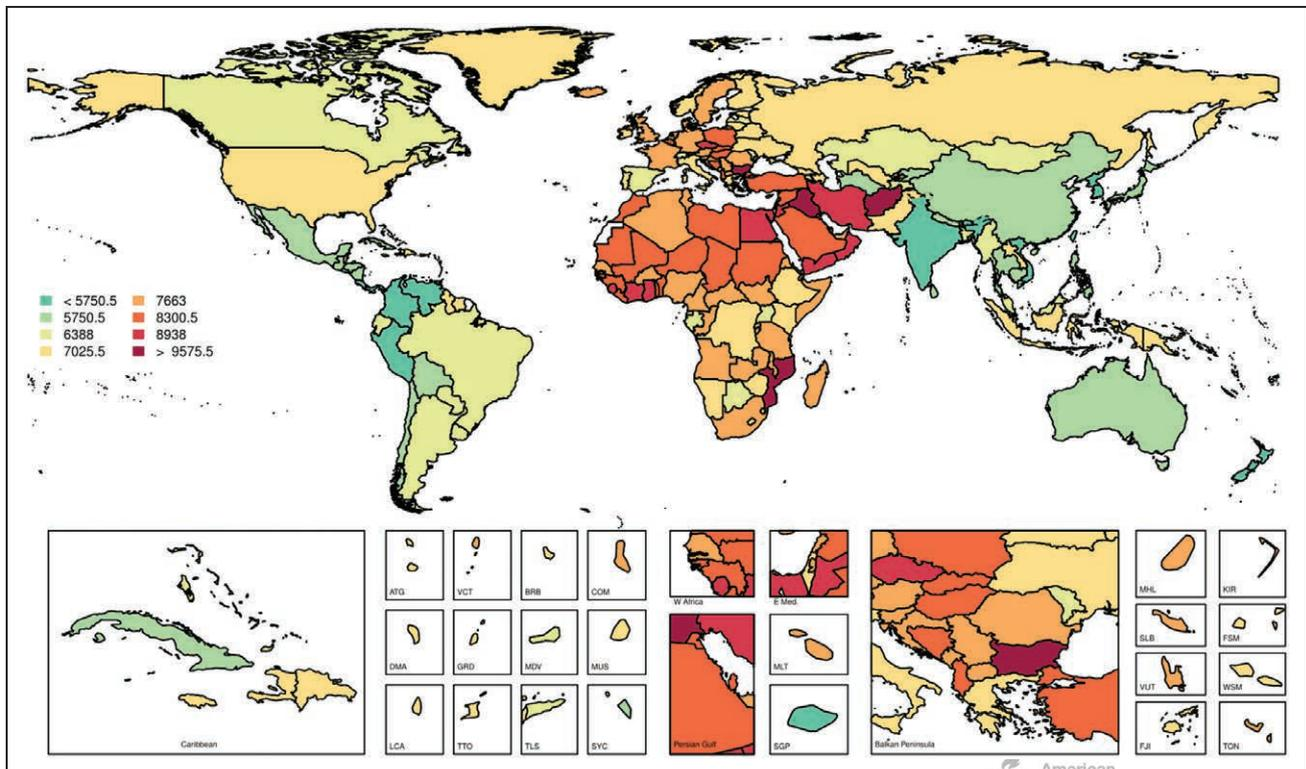 < 5750.5 7663
5750.5 8300.5
6388 8938
7025.5 > 9575.5
ATG VCT BRB COM
W Africa E Med.
MHL KIR
DMA GRD MDV MUS
MLT
SLB FSM
VUT WSM
LCA TTO TLS SYC
Caribbean
Persian Gulf
SGP
Balkan Peninsula
FJI TON
American